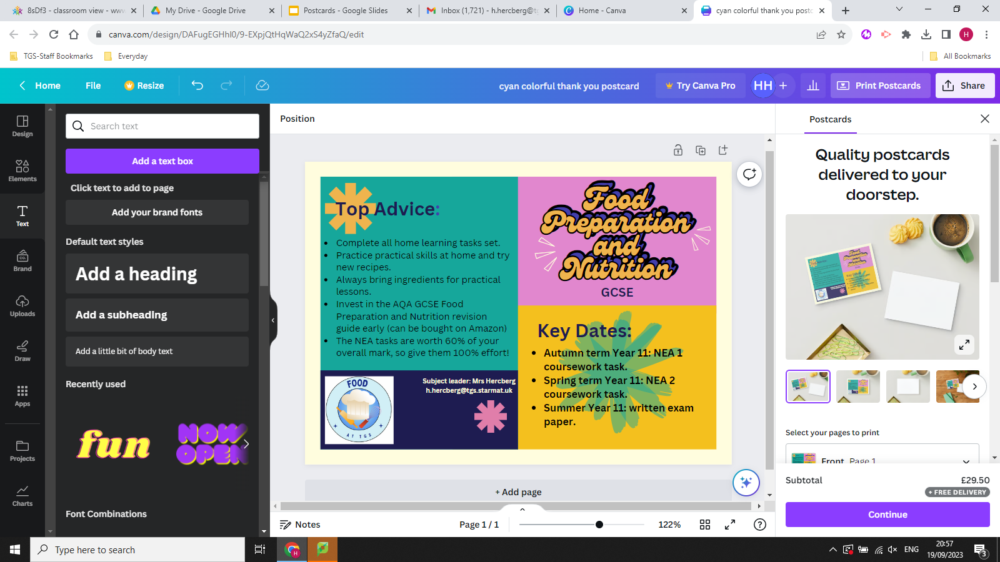 8sDf3 - classroom view - www.
My Drive - Google Drive
Postcards - Google Slides
Inbox (1,721) - h.hercberg@tg
Home - Canva
cyan colorful thank you postc
canva.com/design/DAFugEGHhl0/9-EXpjQtHqWaQ2xS4yZfaQ/edit
H
TGS-Staff Bookmarks
Everyday
All Bookmarks
Home
File
Resize
cyan colorful thank you postcard
Try Canva Pro
HH
Print Postcards
Share
Design
Elements
Text
Brand
Uploads
Draw
Apps
Projects
Charts
Search text
Add a text box
Click text to add to page
Add your brand fonts
Default text styles
Add a heading
Add a subheading
Add a little bit of body text
Recently used
fun
NOW
OPEN
Font Combinations
Position
Top Advice:
• Complete all home learning tasks set.
• Practice practical skills at home and try
new recipes.
• Always bring ingredients for practical
lessons.
• Invest in the AQA GCSE Food
Preparation and Nutrition revision
guide early (can be bought on Amazon)
• The NEA tasks are worth 60% of your
overall mark, so give them 100% effort!
FOOD
AT TGS
Subject leader: Mrs Hercberg
h.hercberg@tgs.starmat.uk
Food
Preparation
and
Nutrition
GCSE
Key Dates:
• Autumn term Year 11: NEA 1
coursework task.
• Spring term Year 11: NEA 2
coursework task.
• Summer Year 11: written exam
paper.
+ Add page
Notes
Page 1 / 1
122%
Postcards
Quality postcards
delivered to your
doorstep.
Food
Preparation
and
Nutrition
Select your pages to print
Front Page 1
Subtotal
£29.50
+ FREE DELIVERY
Continue
Type here to search
H
ENG
20:57
19/09/2023
3